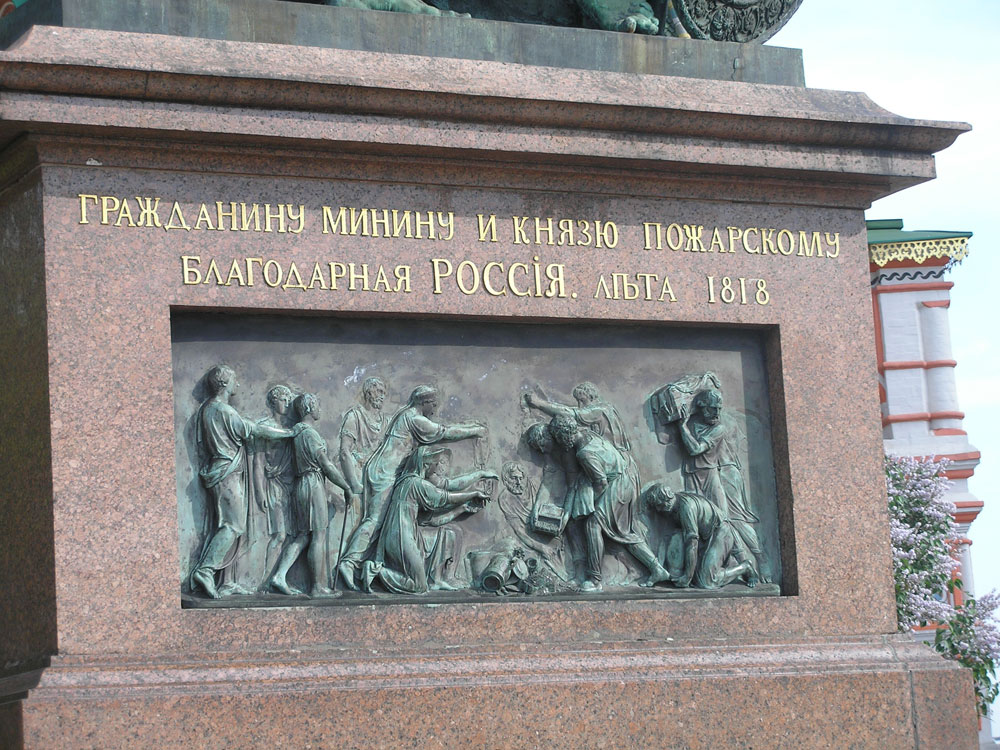 ГРАЖДАНИНУ МИНИНУ И КНЯЗЮ ПОЖАРСКОМУ
БЛАГОДАРНАЯ РОССІЯ. ЛѢТА 1818